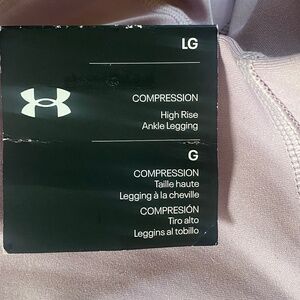 LG
COMPRESSION
High Rise
Ankle Legging
G
COMPRESSION
Taille haute
Legging à la cheville
COMPRESIÓN
Tiro alto
Leggins al tobillo